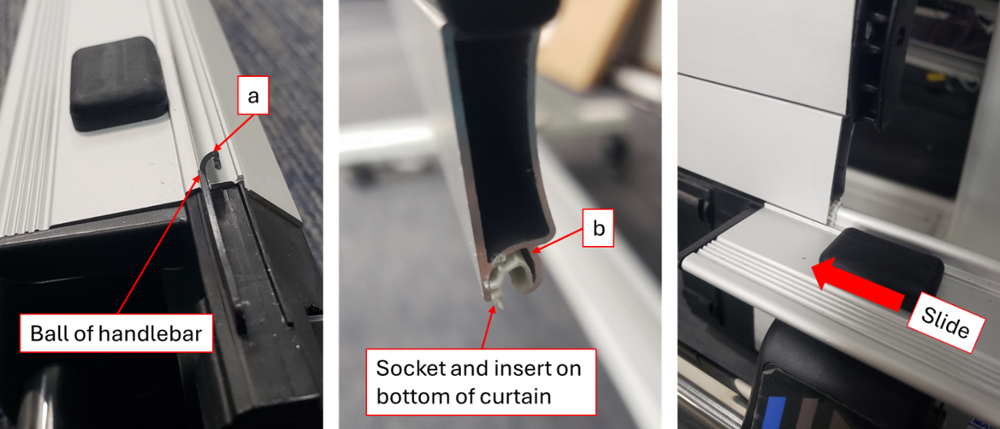 a
Ball of handlebar
b
Socket and insert on
bottom of curtain
Slide